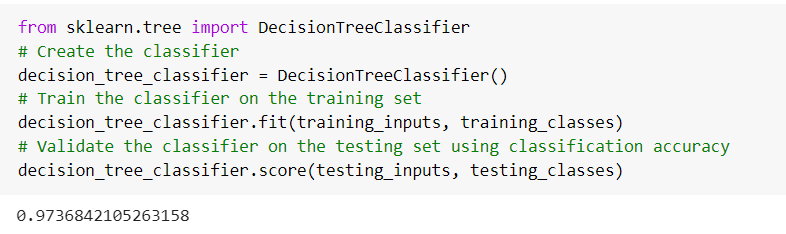 from sklearn.tree import DecisionTreeClassifier
# Create the classifier
decision_tree_classifier = DecisionTreeClassifier()
# Train the classifier on the training set
decision_tree_classifier.fit(training_inputs, training_classes)
# Validate the classifier on the testing set using classification accuracy
decision_tree_classifier.score(testing_inputs, testing_classes)
0.9736842105263158